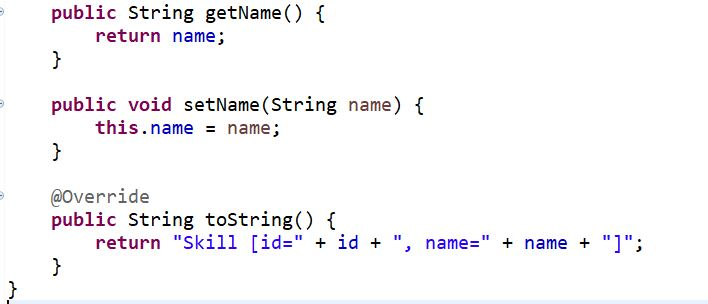 public String getName() {
return name;
}
public void setName(String name) {
this.name = name;
}
@Override
public String toString() {
return "Skill [id=" + id + ", name=" + name + "]";
}
}